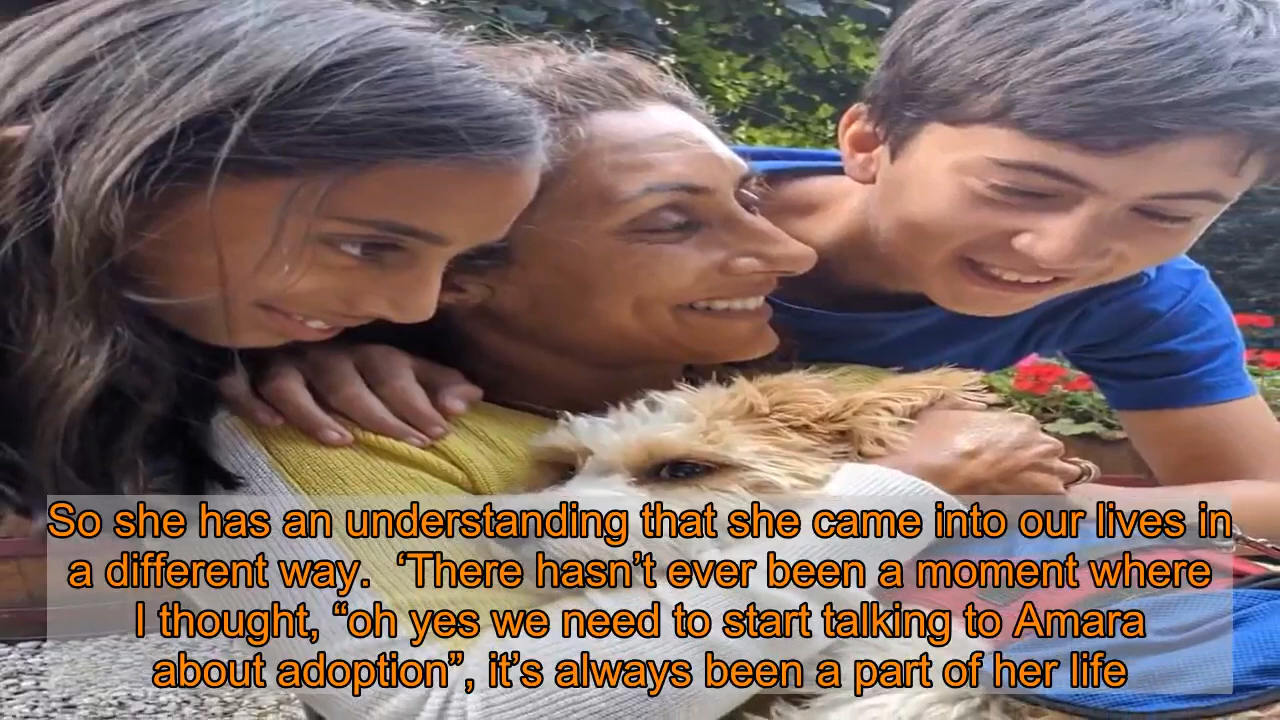 So she has an understanding that she came into our lives in
a different way.  ‘There hasn’t ever been a moment where
I thought, “oh yes we need to start talking to Amara
about adoption”, it’s always been a part of her life